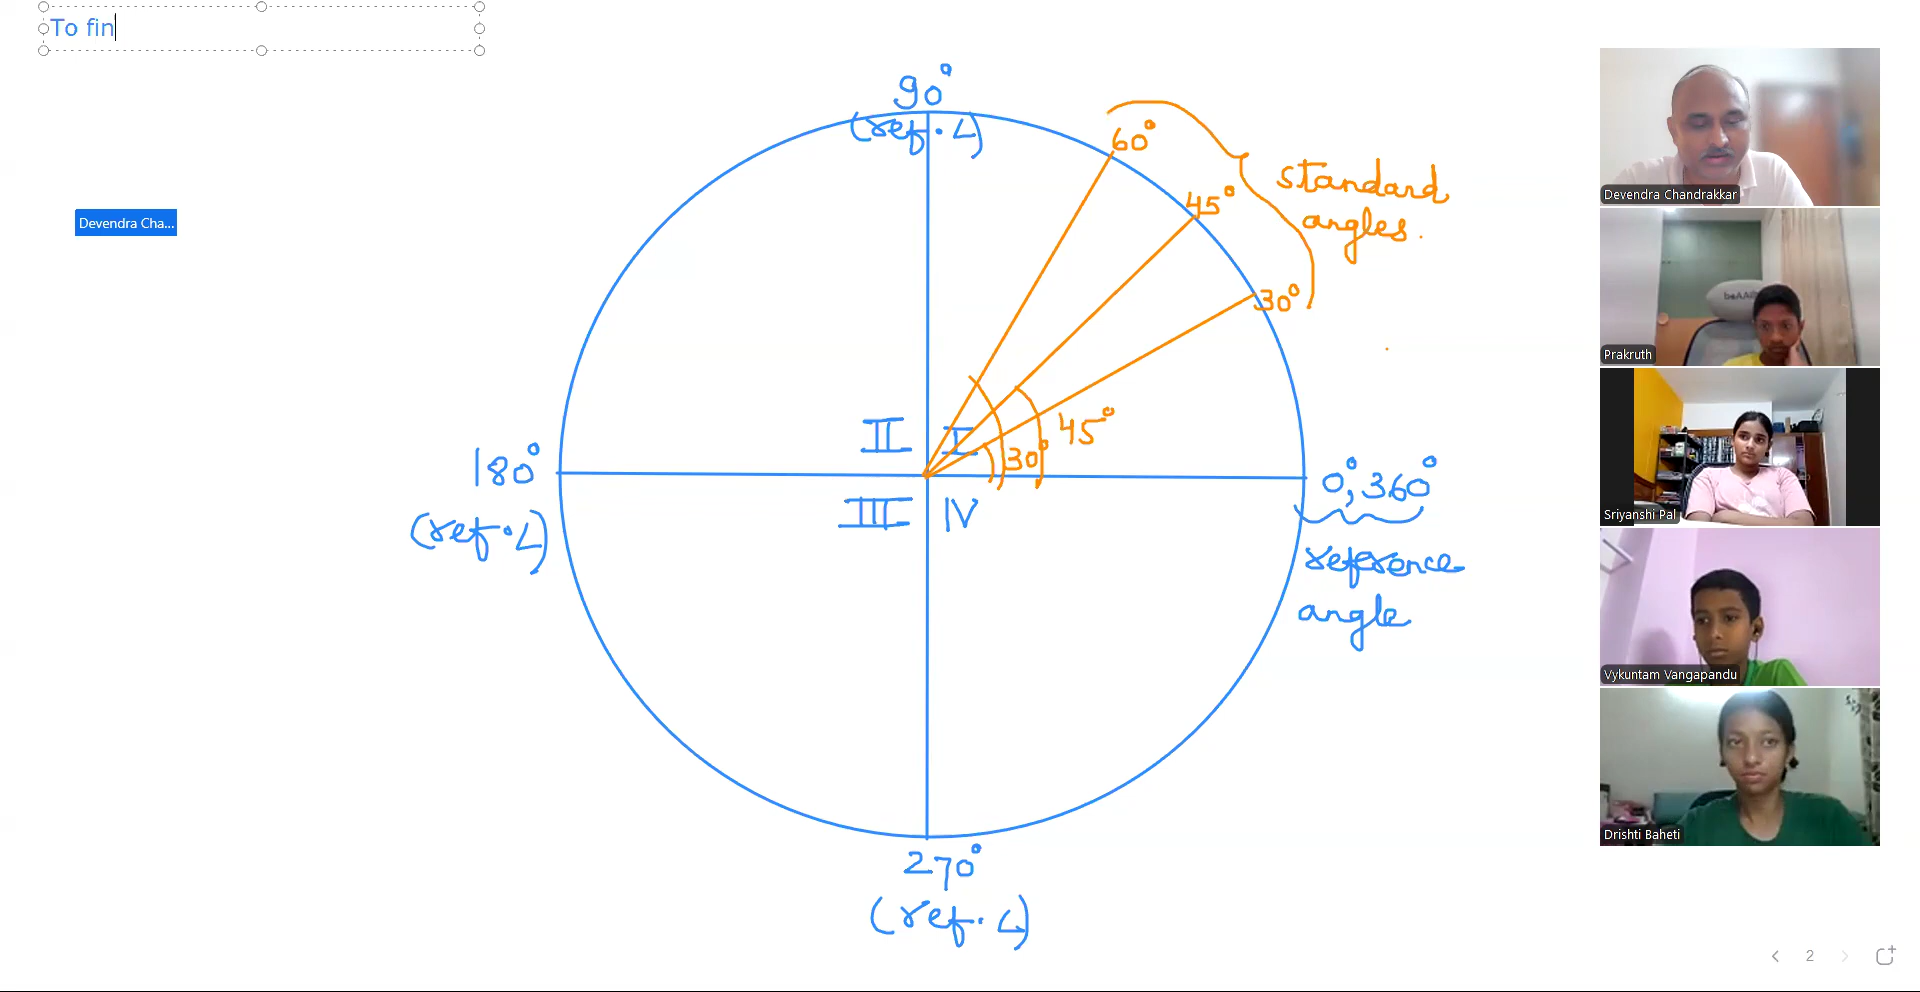 To fin
90°
(ref. ∠)
60°
45°
standard
angles.
30°
Devendra Cha...
II
I
45°
30°
180°
0°, 360°
(ref. ∠)
III
IV
reference
angle
270°
(ref. ∠)
Devendra Chandrakkar
Prakruth
Sriyanshi Pal
Vykuntam Vangapandu
Drishti Baheti
2